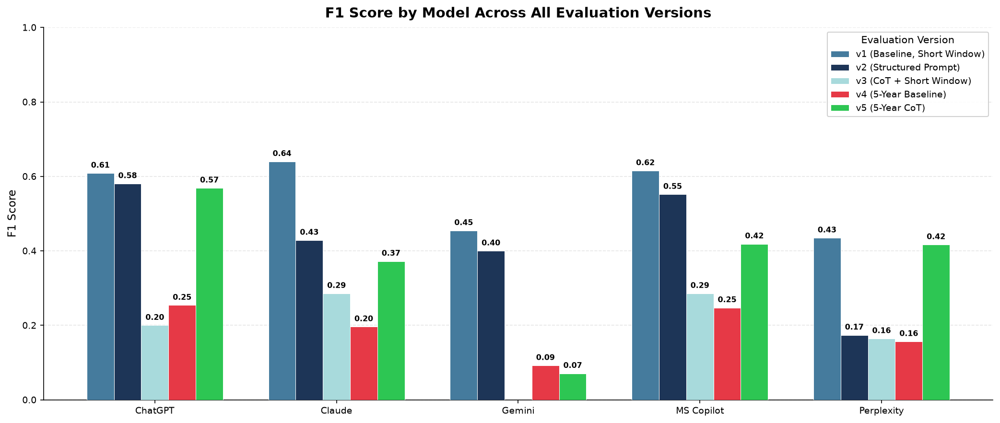 F1 Score by Model Across All Evaluation Versions
F1 Score
1.0
0.8
0.6
0.4
0.2
0.0
Evaluation Version
v1 (Baseline, Short Window)
v2 (Structured Prompt)
v3 (CoT + Short Window)
v4 (5-Year Baseline)
v5 (5-Year CoT)
0.61 0.58 0.20 0.25 0.57
0.64 0.43 0.29 0.20 0.37
0.45 0.40 0.09 0.07
0.62 0.55 0.29 0.25 0.42
0.43 0.17 0.16 0.16 0.42
ChatGPT Claude Gemini MS Copilot Perplexity